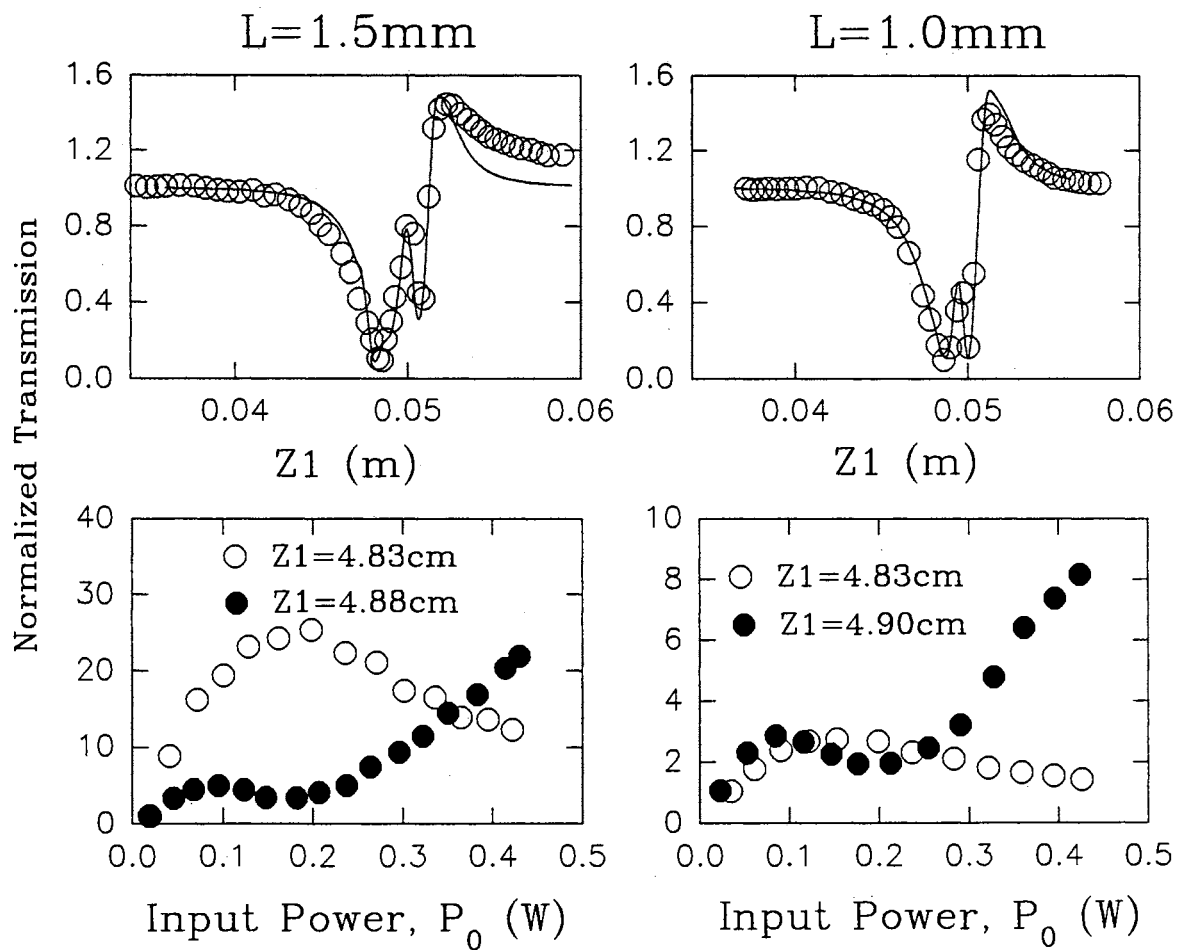 L=1.5mm
L=1.0mm
Normalized Transmission
1.6
1.2
0.8
0.4
0.0
0.04 0.05 0.06
Z1 (m)
1.6
1.2
0.8
0.4
0.0
0.04 0.05 0.06
Z1 (m)
40
30
20
10
0
Z1=4.83cm
Z1=4.88cm
0.0 0.1 0.2 0.3 0.4 0.5
Input Power, P_0 (W)
10
8
6
4
2
0
Z1=4.83cm
Z1=4.90cm
0.0 0.1 0.2 0.3 0.4 0.5
Input Power, P_0 (W)